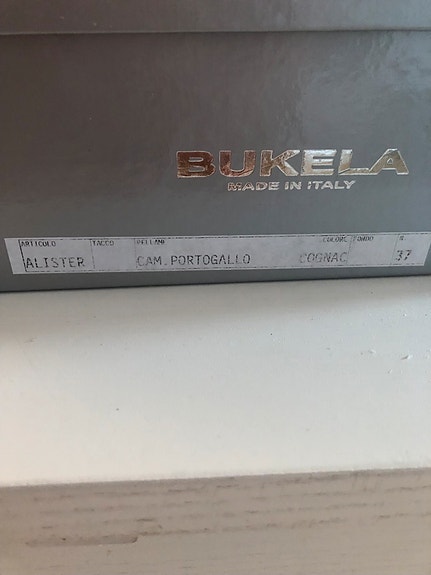 BUKELA
MADE IN ITALY
ARTICOLO TACCO PELLAME COLORE FONDO N
ALISTER CAM.PORTOGALLO COGNAC 37